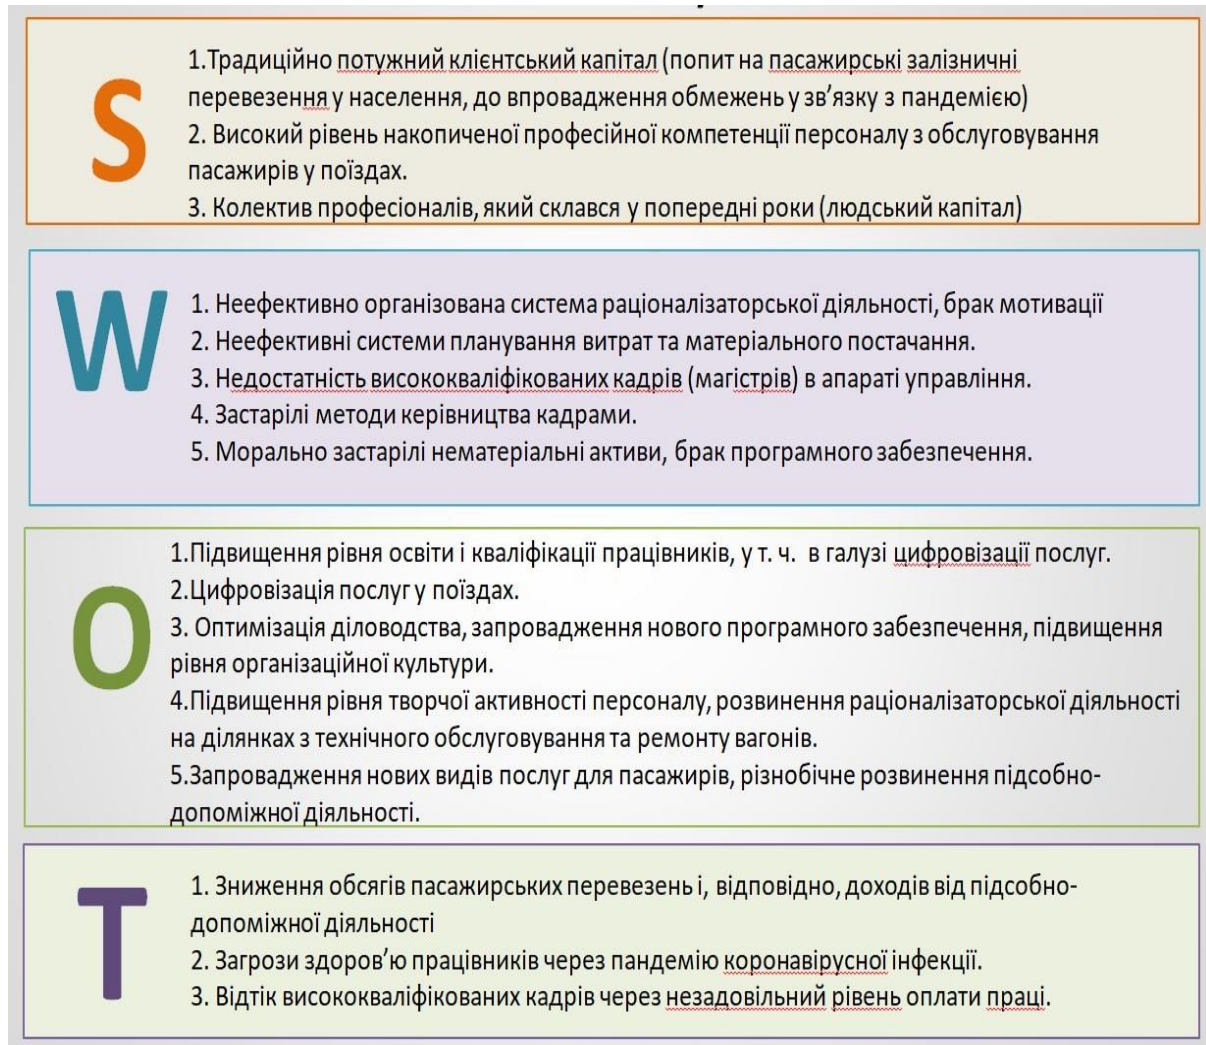 S
1.Традиційно потужний клієнтський капітал (попит на пасажирські залізничні
перевезення у населення, до впровадження обмежень у зв’язку з пандемією)
2. Високий рівень накопиченої професійної компетенції персоналу з обслуговування
пасажирів у поїздах.
3. Колектив професіоналів, який склався у попередні роки (людський капітал)
W
1. Неефективно організована система раціоналізаторської діяльності, брак мотивації
2. Неефективні системи планування витрат та матеріального постачання.
3. Недостатність висококваліфікованих кадрів (магістрів) в апараті управління.
4. Застарілі методи керівництва кадрами.
5. Морально застарілі нематеріальні активи, брак програмного забезпечення.
O
1.Підвищення рівня освіти і кваліфікації працівників, у т. ч. в галузі цифровізації послуг.
2.Цифровізація послуг у поїздах.
3. Оптимізація діловодства, запровадження нового програмного забезпечення, підвищення
рівня організаційної культури.
4.Підвищення рівня творчої активності персоналу, розвинення раціоналізаторської діяльності
на ділянках з технічного обслуговування та ремонту вагонів.
5.Запровадження нових видів послуг для пасажирів, різнобічне розвинення підсобно-
допоміжної діяльності.
T
1. Зниження обсягів пасажирських перевезень і, відповідно, доходів від підсобно-
допоміжної діяльності
2. Загрози здоров’ю працівників через пандемію коронавірусної інфекції.
3. Відтік висококваліфікованих кадрів через незадовільний рівень оплати праці.